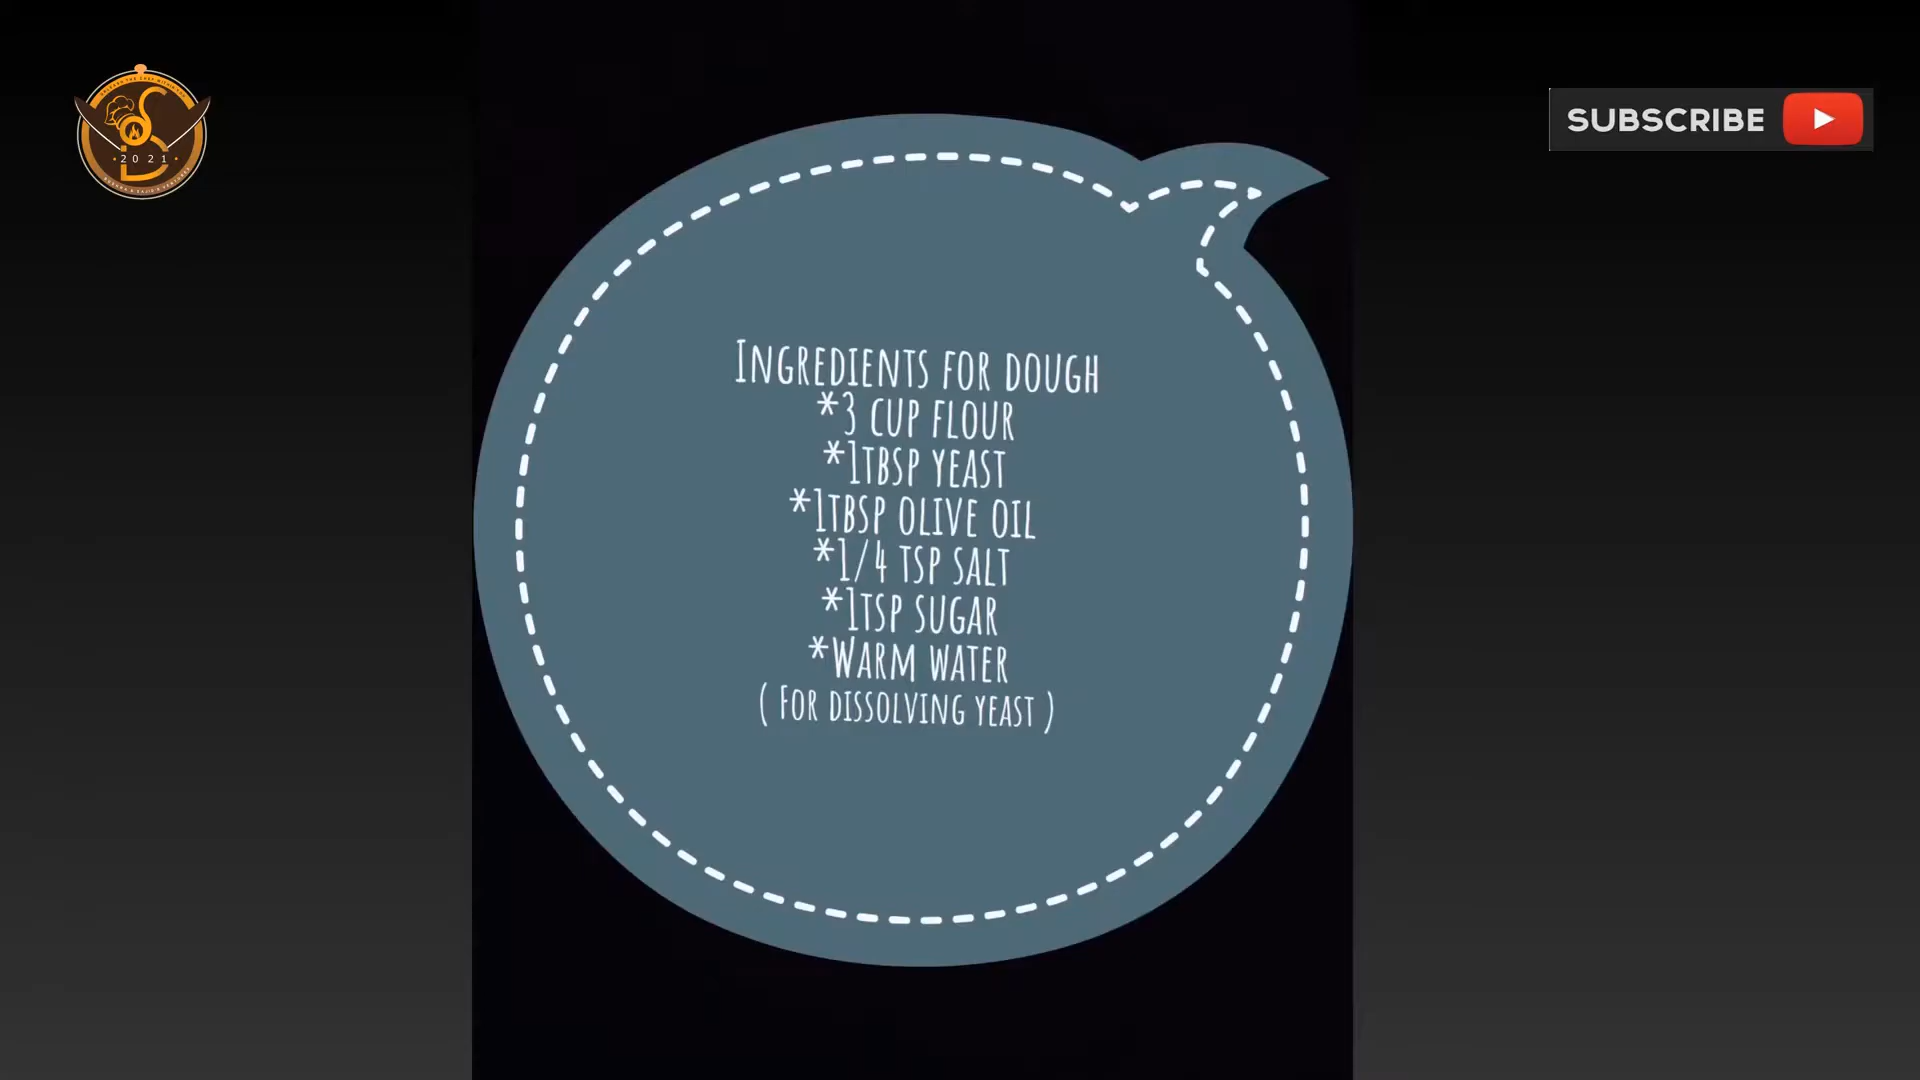 SUBSCRIBE
2021
Ingredients for dough
*3 cup flour
*1tbsp yeast
*1tbsp olive oil
*1/4 tsp salt
*1tsp sugar
*Warm water
( For dissolving yeast )